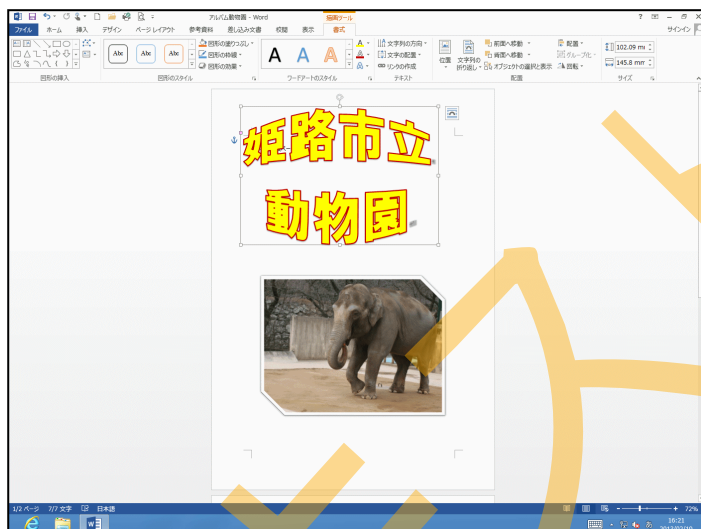 アルバム動物園 - Word
描画ツール
サインイン
ファイル ホーム 挿入 デザイン ページ レイアウト 参考資料 差し込み文書 校閲 表示 書式
Abc Abc Abc
図形の塗りつぶし
図形の枠線
図形の効果
A A A
文字列の方向
文字の配置
リンクの作成
位置
文字列の
折り返し
前面へ移動
背面へ移動
オブジェクトの選択と表示
配置
グループ化
回転
102.09 mm
145.8 mm
図形の挿入 図形のスタイル ワードアートのスタイル テキスト 配置 サイズ
姫路市立
動物園
1/2 ページ 7/7 文字 日本語
72%
16:21